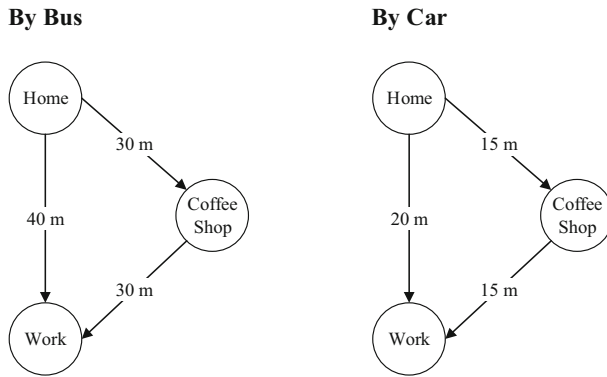 By Bus
Home
30 m
40 m
Coffee
Shop
30 m
Work
By Car
Home
15 m
20 m
Coffee
Shop
15 m
Work